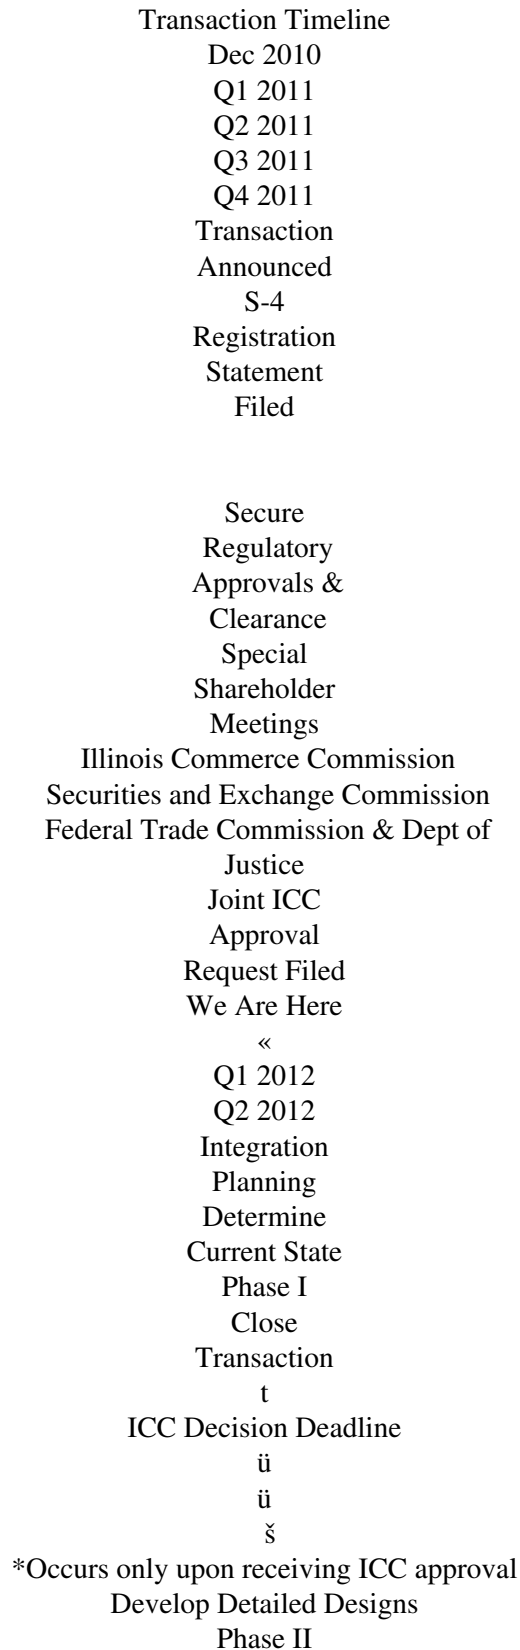 Transaction Timeline
Dec 2010
Q1 2011
Q2 2011
Q3 2011
Q4 2011
Transaction
Announced
S-4
Registration
Statement
Filed
Secure
Regulatory
Approvals &
Clearance
Special
Shareholder
Meetings
Illinois Commerce Commission
Securities and Exchange Commission
Federal Trade Commission & Dept of
Justice
Joint ICC
Approval
Request Filed
We Are Here
«
Q1 2012
Q2 2012
Integration
Planning
Determine
Current State
Phase I
Close
Transaction
t
ICC Decision Deadline
ü
ü
š
*Occurs only upon receiving ICC approval
Develop Detailed Designs
Phase II